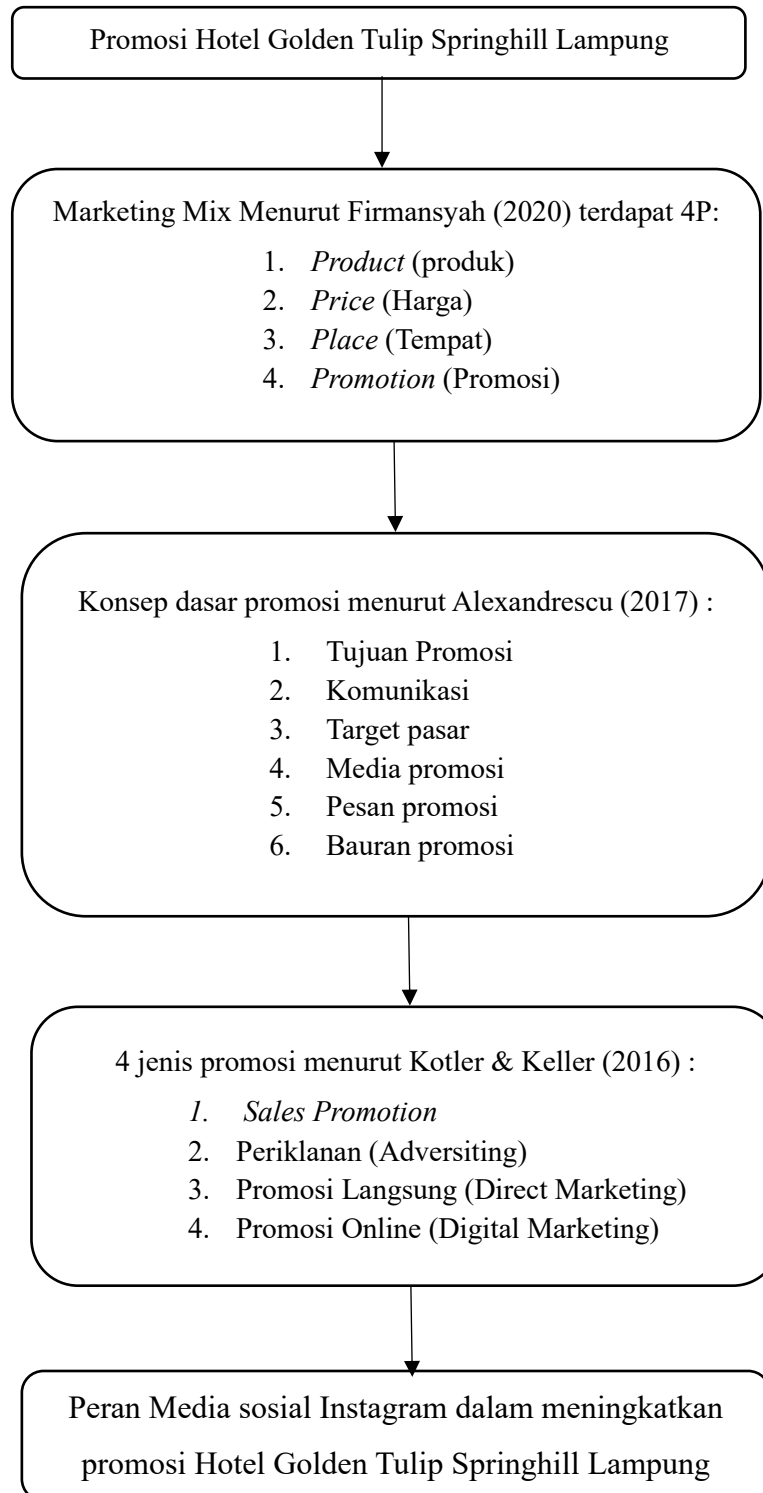 Promosi Hotel Golden Tulip Springhill Lampung
Marketing Mix Menurut Firmansyah (2020) terdapat 4P:
1. Product (produk)
2. Price (Harga)
3. Place (Tempat)
4. Promotion (Promosi)
Konsep dasar promosi menurut Alexandrescu (2017) :
1. Tujuan Promosi
2. Komunikasi
3. Target pasar
4. Media promosi
5. Pesan promosi
6. Bauran promosi
4 jenis promosi menurut Kotler & Keller (2016) :
1. Sales Promotion
2. Periklanan (Adversiting)
3. Promosi Langsung (Direct Marketing)
4. Promosi Online (Digital Marketing)
Peran Media sosial Instagram dalam meningkatkan
promosi Hotel Golden Tulip Springhill Lampung